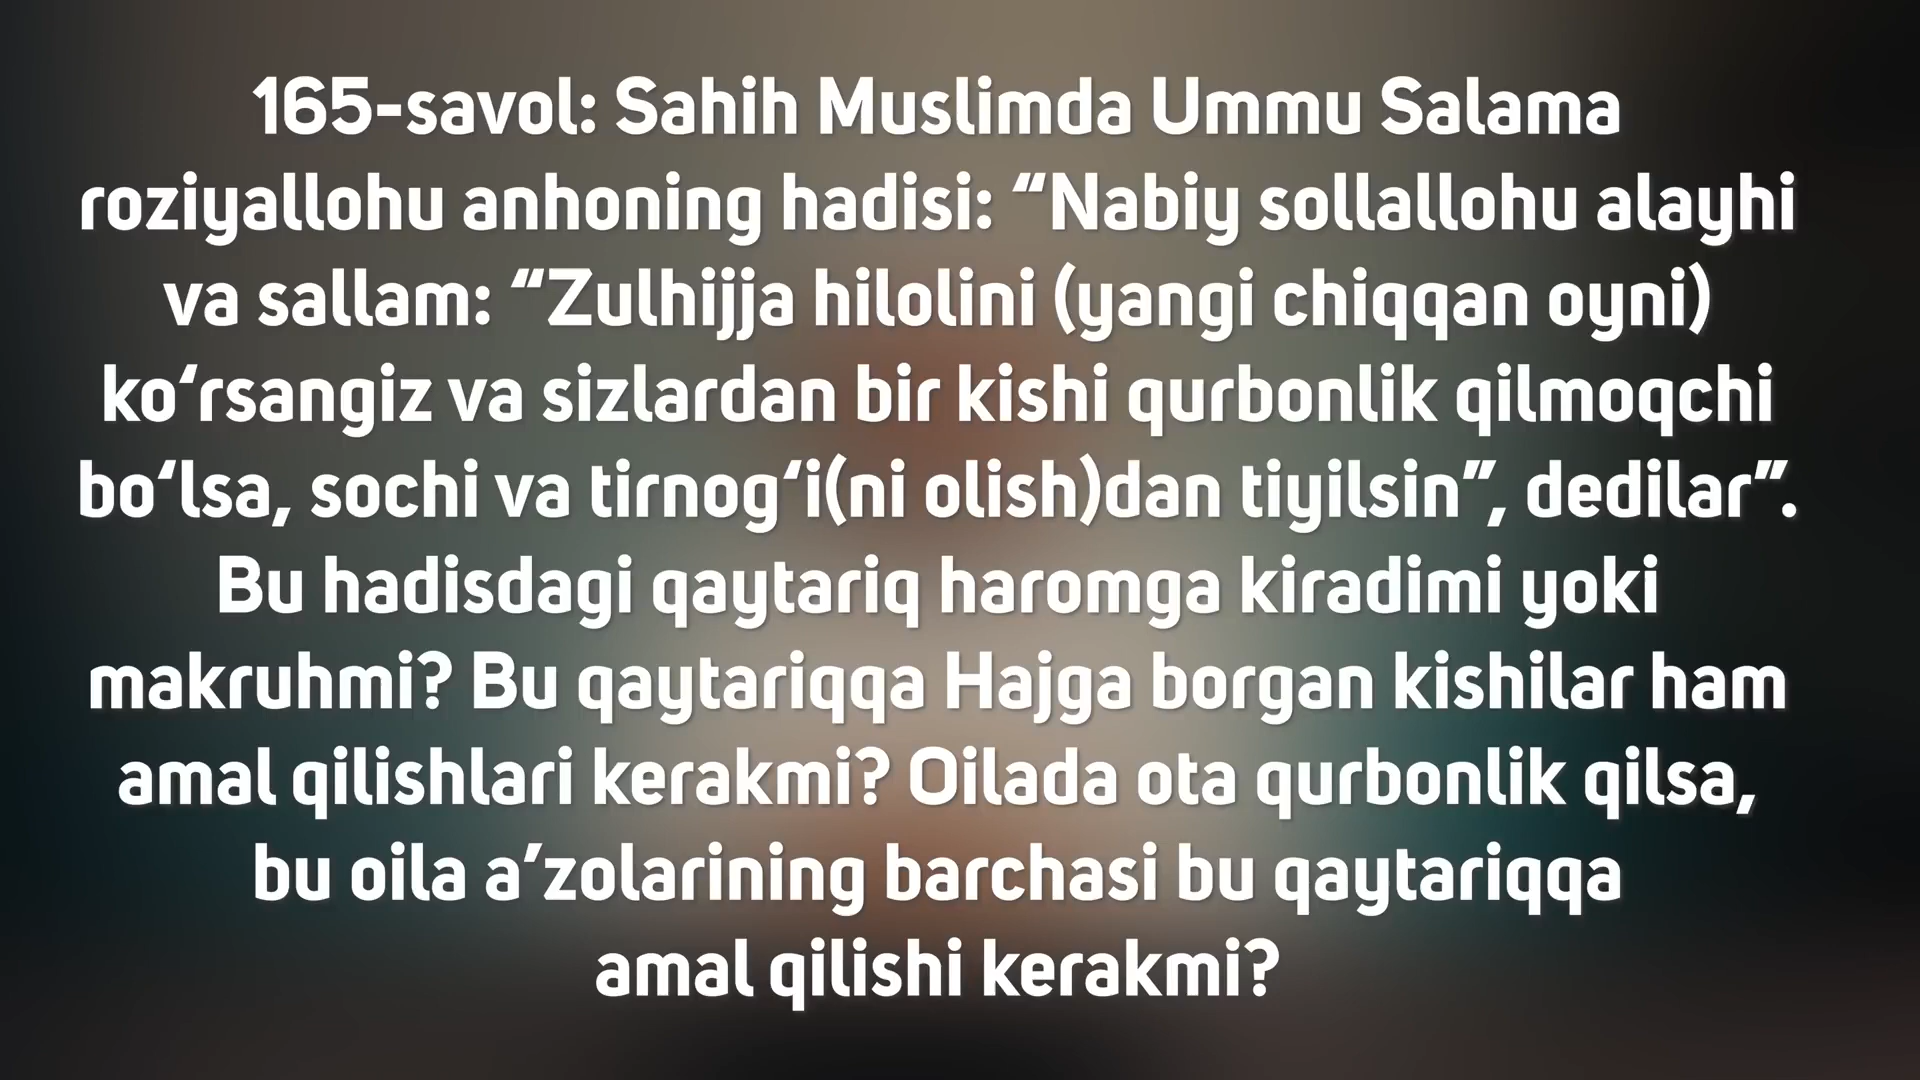 165-savol: Sahih Muslimda Ummu Salama
roziyallohu anhoning hadisi: “Nabiy sollallohu alayhi
va sallam: “Zulhijja hilolini (yangi chiqqan oyni)
ko‘rsangiz va sizlardan bir kishi qurbonlik qilmoqchi
bo‘lsa, sochi va tirnog‘i(ni olish)dan tiyilsin”, dedilar”.
Bu hadisdagi qaytariq haromga kiradimi yoki
makruhmi? Bu qaytariqqa Hajga borgan kishilar ham
amal qilishlari kerakmi? Oilada ota qurbonlik qilsa,
bu oila a’zolarining barchasi bu qaytariqqa
amal qilishi kerakmi?